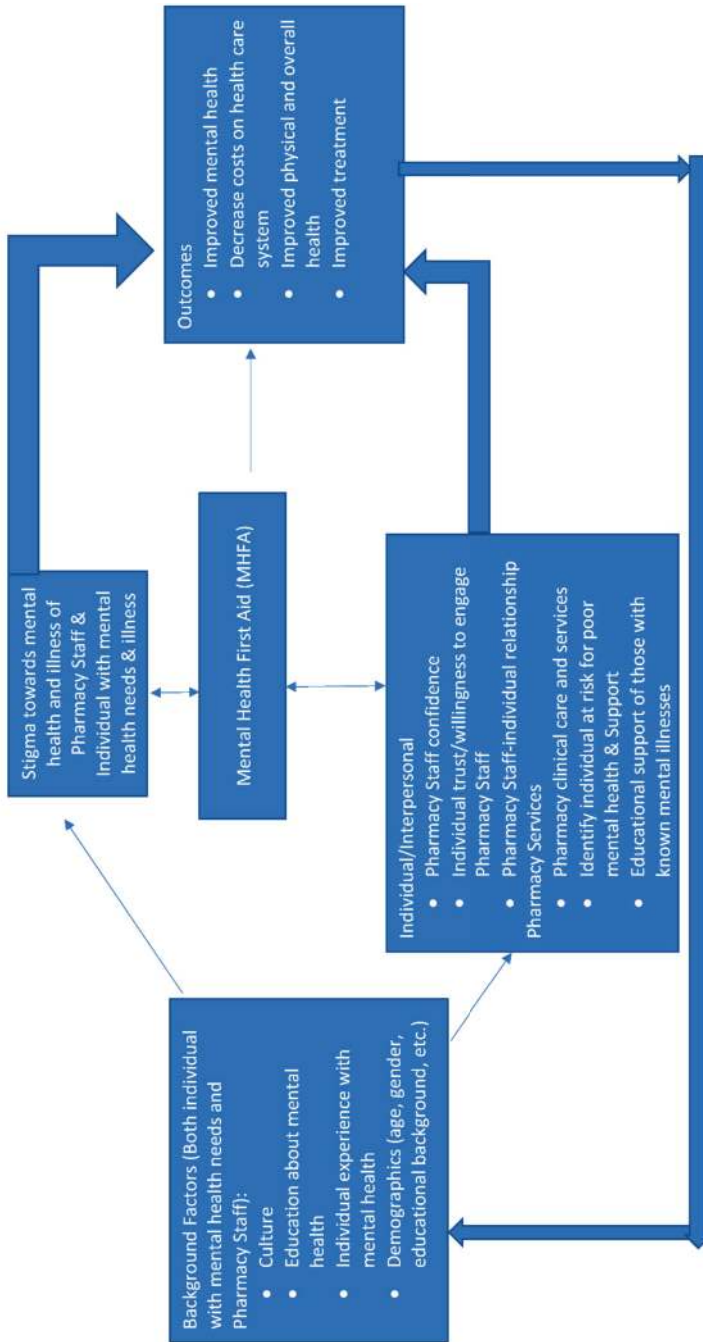 Background Factors (Both individual
with mental health needs and
Pharmacy Staff):
• Culture
• Education about mental
health
• Individual experience with
mental health
• Demographics (age, gender,
educational background, etc.)
Stigma towards mental
health and illness of
Pharmacy Staff &
Individual with mental
health needs & illness
Mental Health First Aid (MHFA)
Individual/Interpersonal
• Pharmacy Staff confidence
• Individual trust/willingness to engage
Pharmacy Staff
• Pharmacy Staff-individual relationship
Pharmacy Services
• Pharmacy clinical care and services
• Identify individual at risk for poor
mental health & Support
• Educational support of those with
known mental illnesses
Outcomes
• Improved mental health
• Decrease costs on health care
system
• Improved physical and overall
health
• Improved treatment